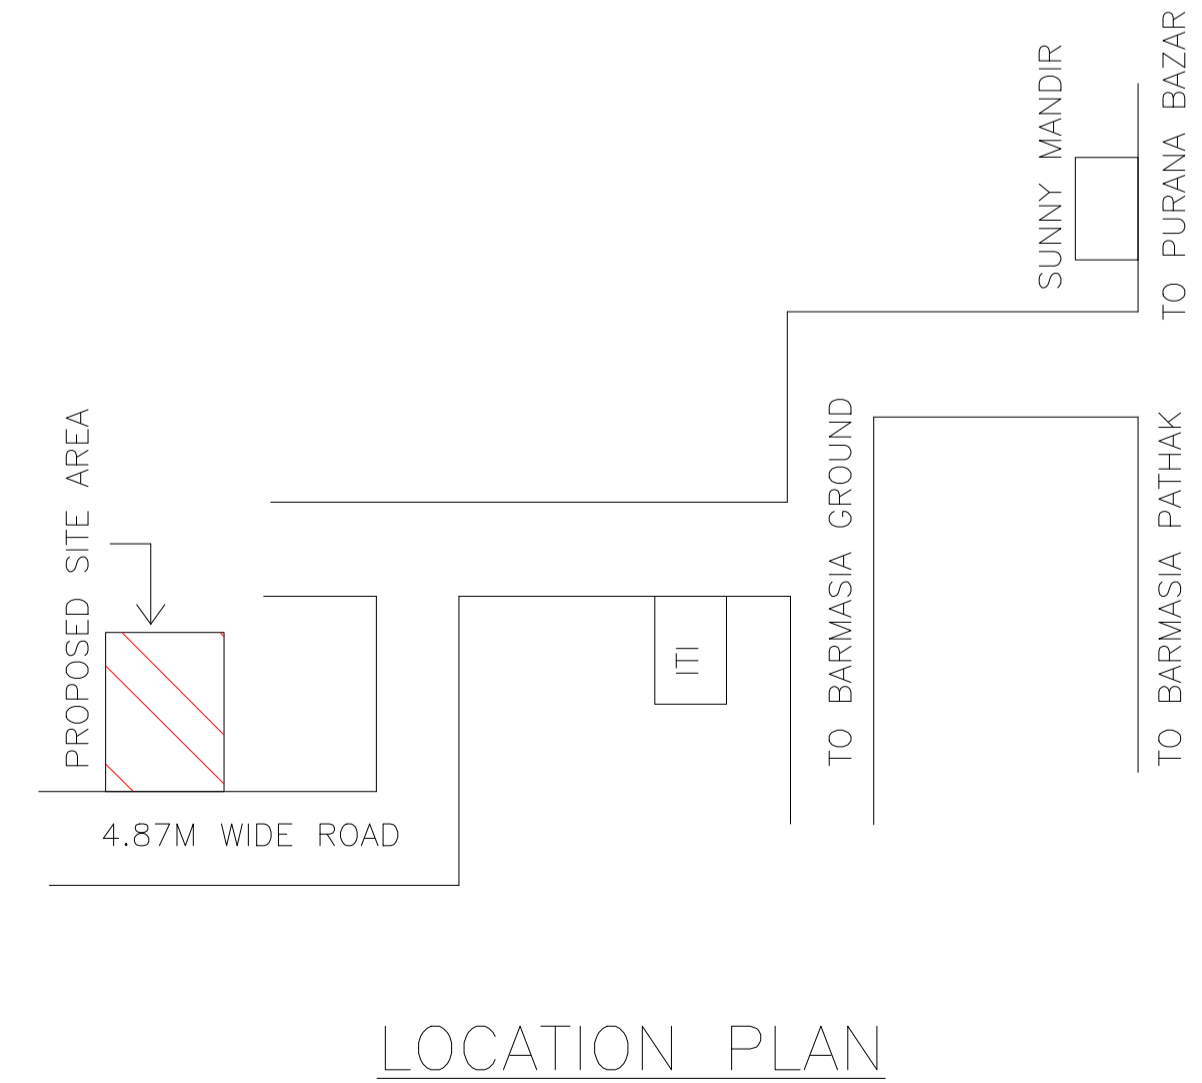 SUNNY MANDIR
TO PURANA BAZAR
PROPOSED SITE AREA
TO BARMASIA GROUND
TO BARMASIA PATHAK
ITI
4.87M WIDE ROAD
LOCATION PLAN